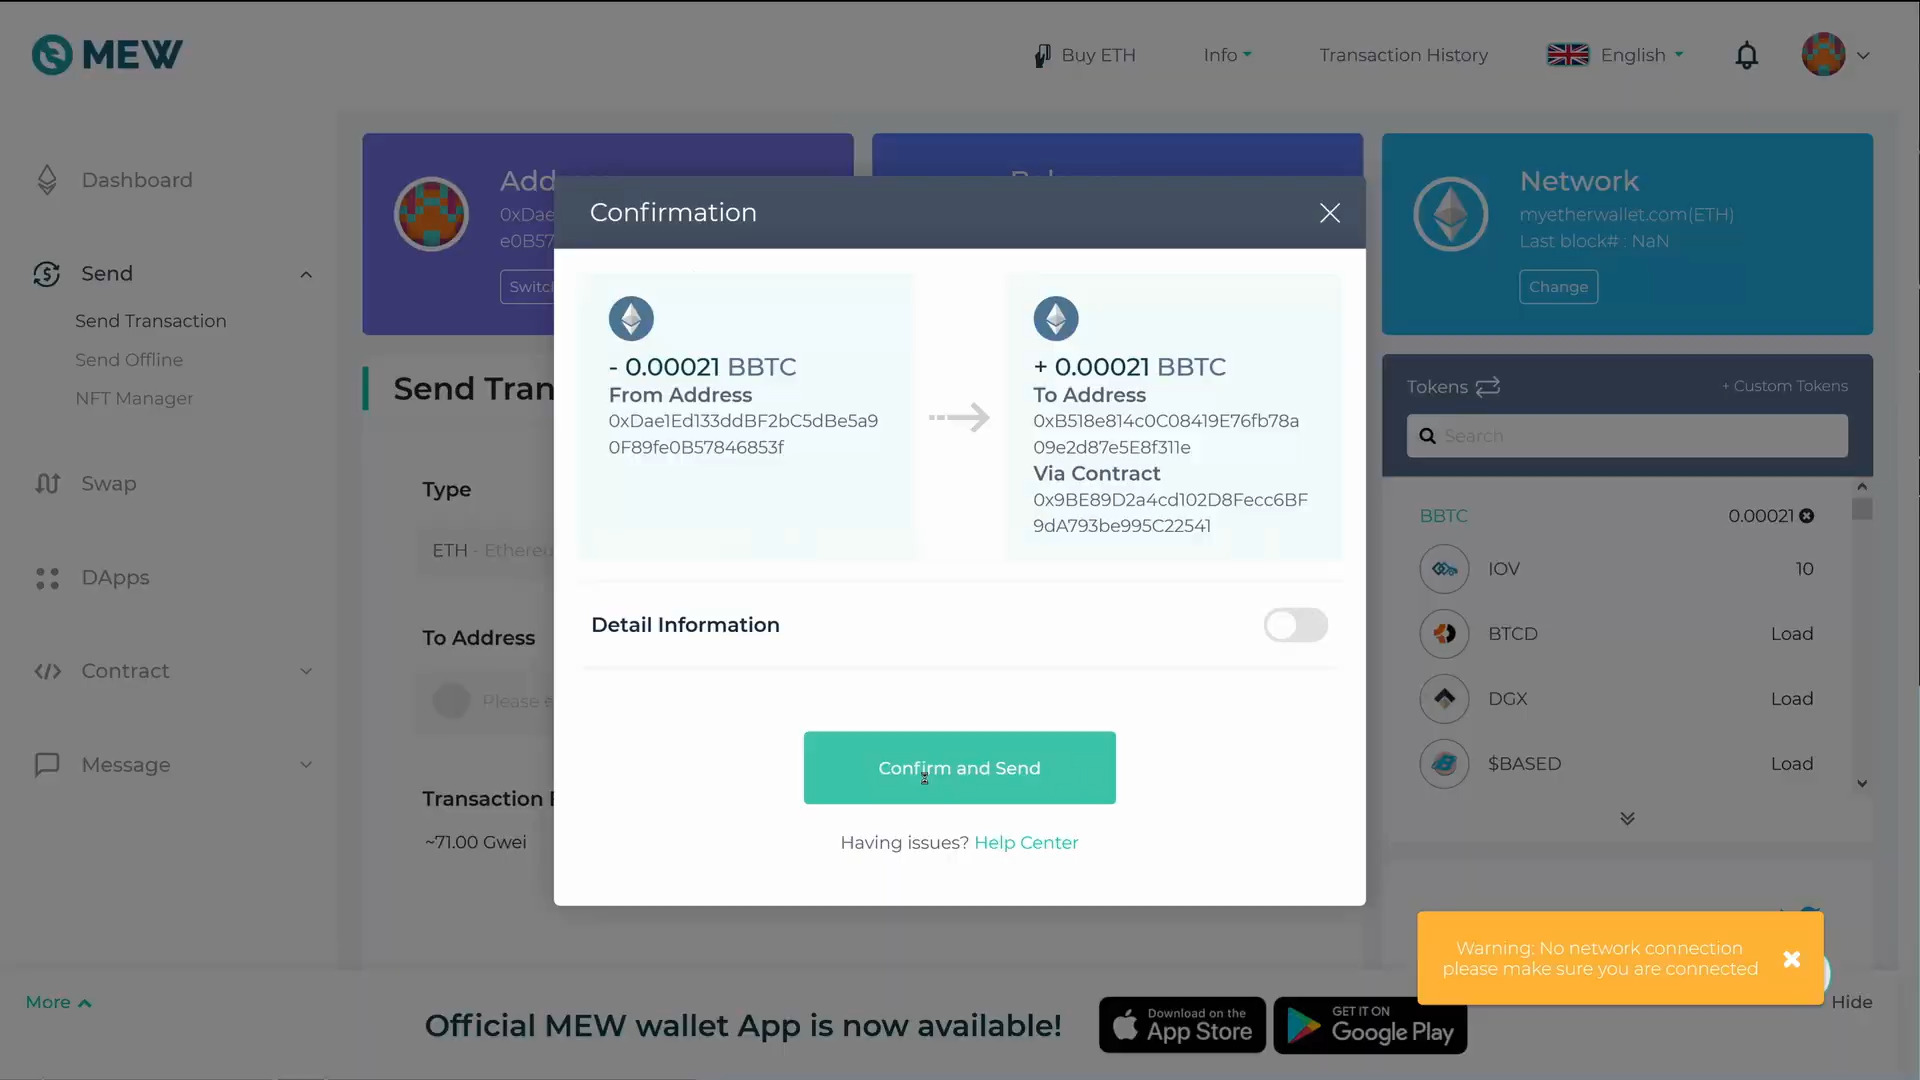 MEW
Buy ETH
Info
Transaction History
English
Dashboard
Send
Send Transaction
Send Offline
NFT Manager
Swap
DApps
Contract
Message
More
0xDae
e0B57
Network
myetherwallet.com(ETH)
Last block# : NaN
Change
Confirmation
- 0.00021 BBTC
From Address
0xDae1Ed133ddBF2bC5dBe5a9
0F89fe0B57846853f
+ 0.00021 BBTC
To Address
0xB518e814c0C08419E76fb78a
09e2d87e5E8f311e
Via Contract
0x9BE89D2a4cd102D8Fecc6BF
9dA793be995C22541
Detail Information
Confirm and Send
Having issues? Help Center
Send Tran
Type
ETH - Ethereu
To Address
Please e
Transaction
~71.00 Gwei
Tokens
+ Custom Tokens
Search
BBTC 0.00021
IOV 10
BTCD Load
DGX Load
$BASED Load
Warning: No network connection
please make sure you are connected
Hide
Official MEW wallet App is now available!
Download on the
App Store
GET IT ON
Google Play